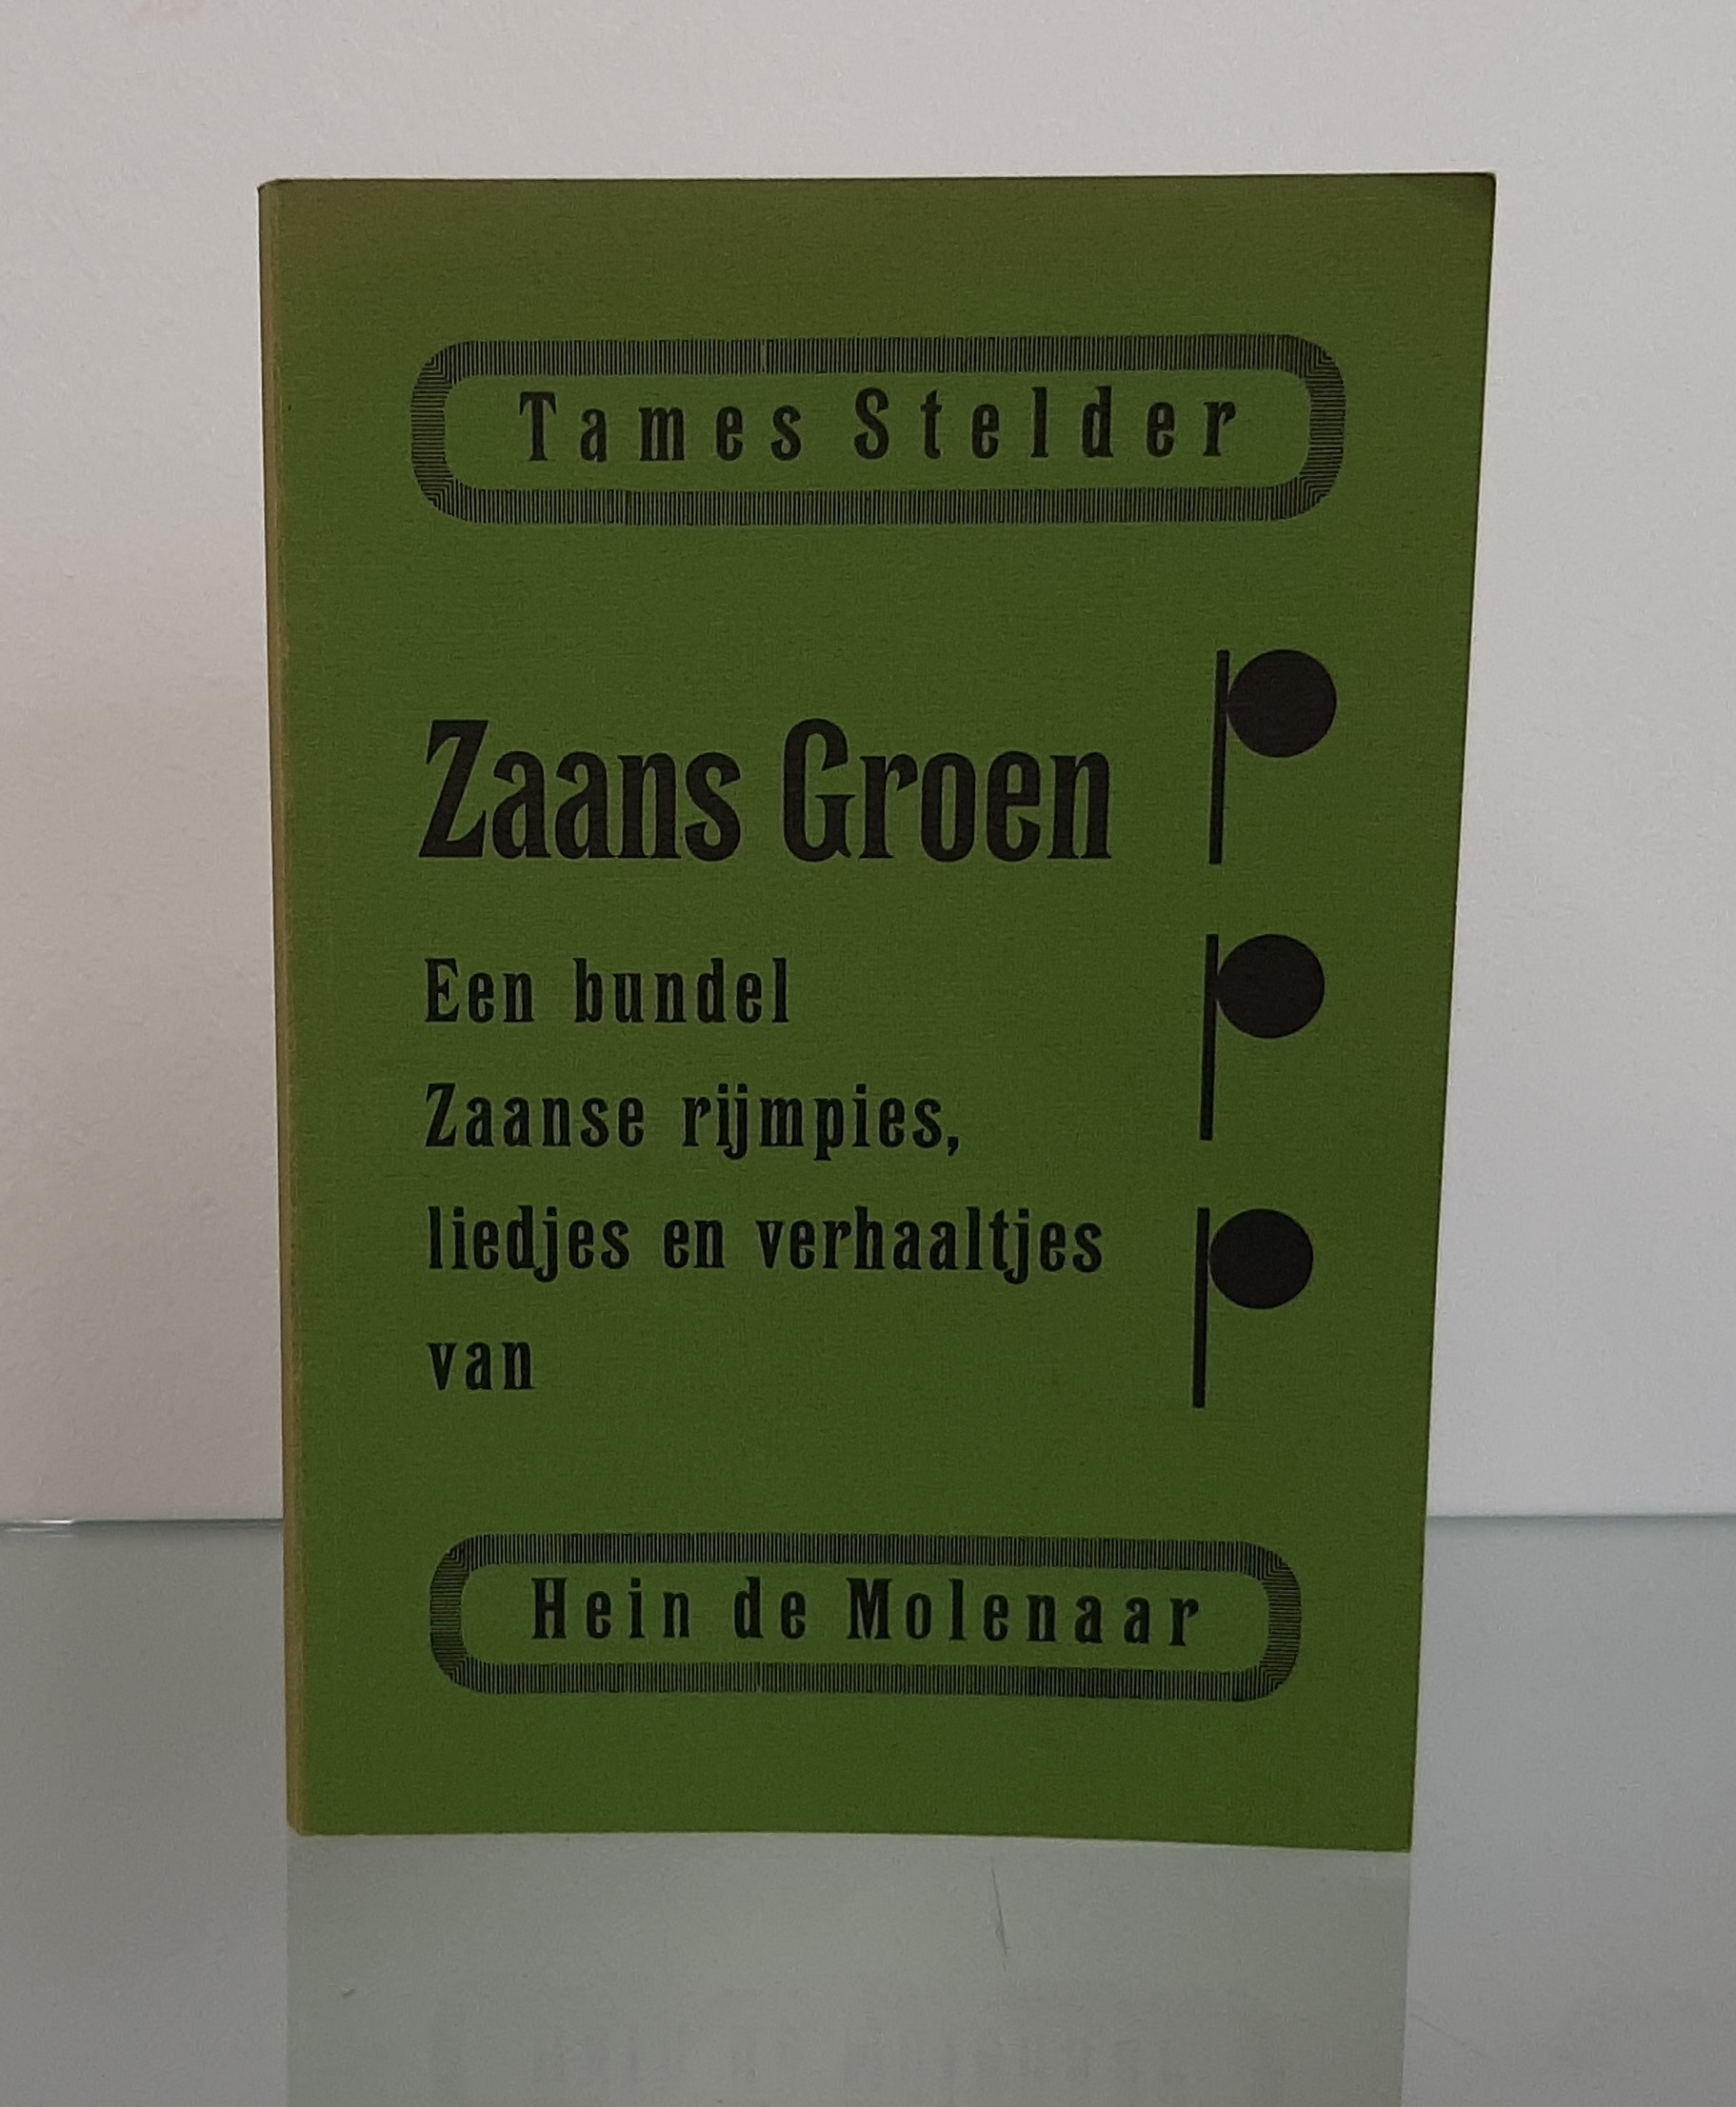 Tames Stelder
Zaans Groen
Een bundel
Zaanse rijmpies,
liedjes en verhaaltjes
van
Hein de Molenaar